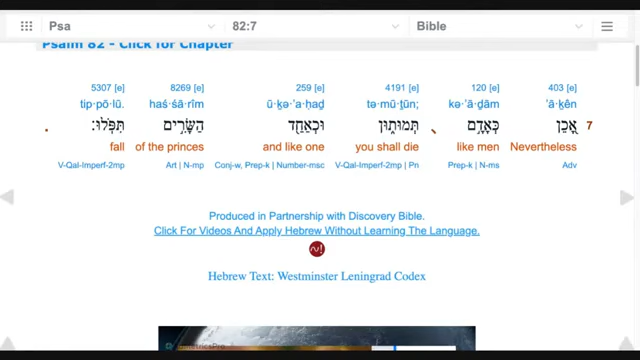 Psa 82:7 Bible
Psalm 82 - Click for Chapter
5307 [e] 8269 [e] 259 [e] 4191 [e] 120 [e] 403 [e]
tip·pō·lū. haś·śā·rîm ū·ḵə·’a·ḥaḏ tə·mū·ṯūn; kə·’ā·ḏām ’ā·ḵên
7 אָ֭כֵן כְּאָדָ֣ם 、 תְּמוּת֑וּן וּכְאַחַ֖ד הַשָּׂרִ֣ים תִּפֹּֽלוּ׃ .
fall of the princes and like one you shall die like men Nevertheless
V-Qal-Imperf-2mp Art | N-mp Conj-w, Prep-k | Number-msc V-Qal-Imperf-2mp | Pn Prep-k | N-ms Adv
Produced in Partnership with Discovery Bible.
Click For Videos And Apply Hebrew Without Learning The Language.
Hebrew Text: Westminster Leningrad Codex